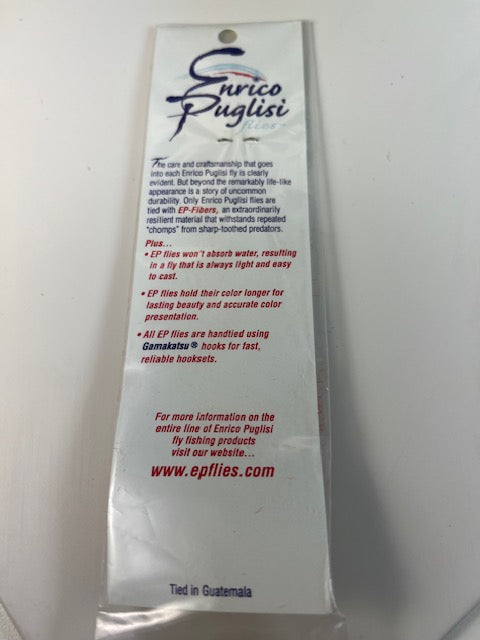 Enrico
Puglisi
flies™
The care and craftsmanship that goes
into each Enrico Puglisi fly is clearly
evident. But beyond the remarkably life-like
appearance is a story of uncommon
durability. Only Enrico Puglisi flies are
tied with EP-Fibers, an extraordinarily
resilient material that withstands repeated
"chomps" from sharp-toothed predators.
Plus...
• EP flies won't absorb water, resulting
in a fly that is always light and easy
to cast.
• EP flies hold their color longer for
lasting beauty and accurate color
presentation.
• All EP flies are handtied using
Gamakatsu® hooks for fast,
reliable hooksets.
For more information on the
entire line of Enrico Puglisi
fly fishing products
visit our website...
www.epflies.com
Tied in Guatemala